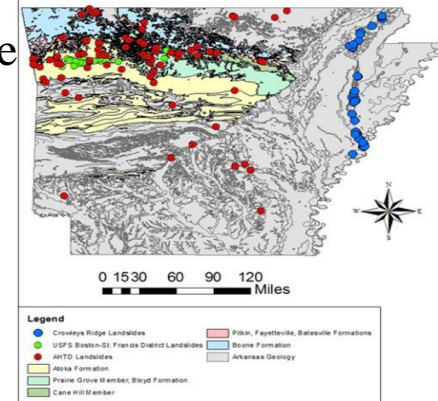 e
N
W E
S
0 15 30 60 90 120
Miles
Legend
Crowleys Ridge Landslides
USFS Boston-St. Francis District Landslides
AHTD Landslides
Atoka Formation
Prairie Grove Member, Bloyd Formation
Cane Hill Member
Pitkin, Fayetteville, Batesville Formations
Boone Formation
Arkansas Geology